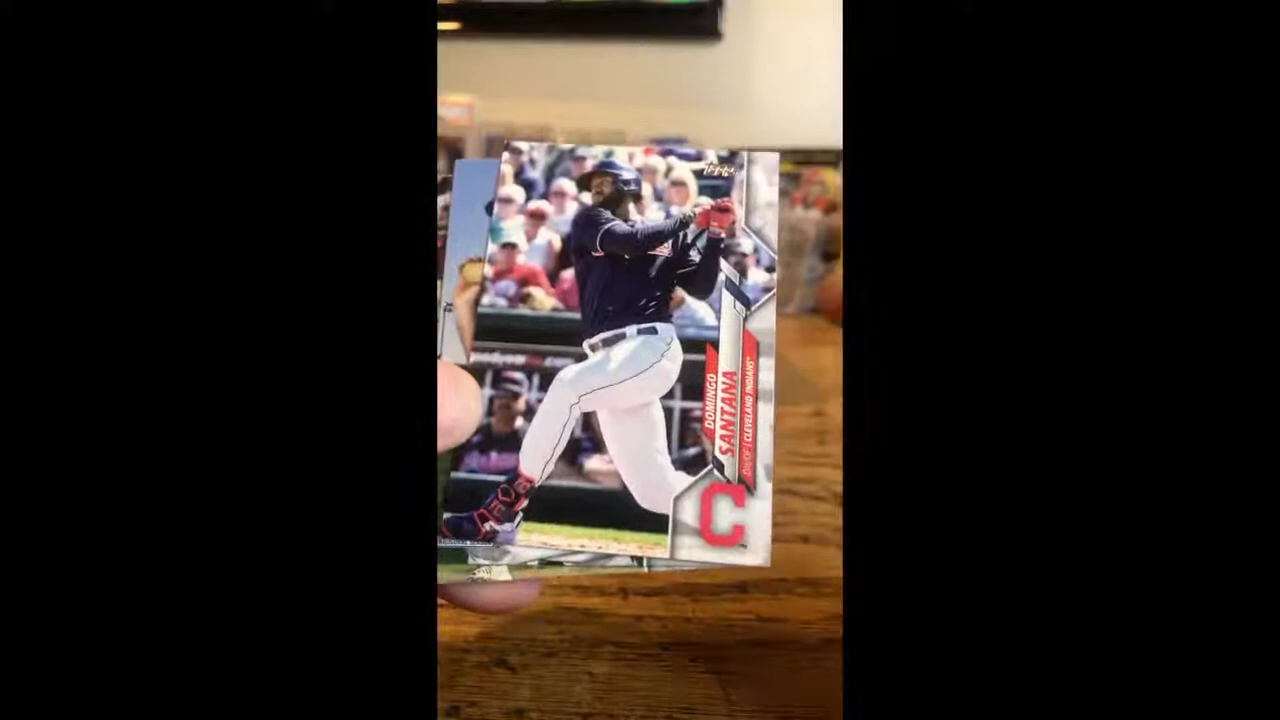 Topps
DOMINGO
SANTANA
DH/OF | CLEVELAND INDIANS®
C